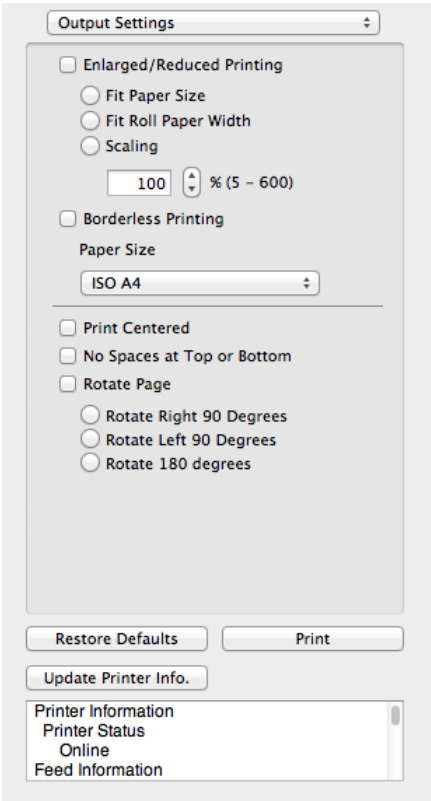 Output Settings
Enlarged/Reduced Printing
Fit Paper Size
Fit Roll Paper Width
Scaling
100 % (5 – 600)
Borderless Printing
Paper Size
ISO A4
Print Centered
No Spaces at Top or Bottom
Rotate Page
Rotate Right 90 Degrees
Rotate Left 90 Degrees
Rotate 180 degrees
Restore Defaults Print
Update Printer Info.
Printer Information
Printer Status
Online
Feed Information